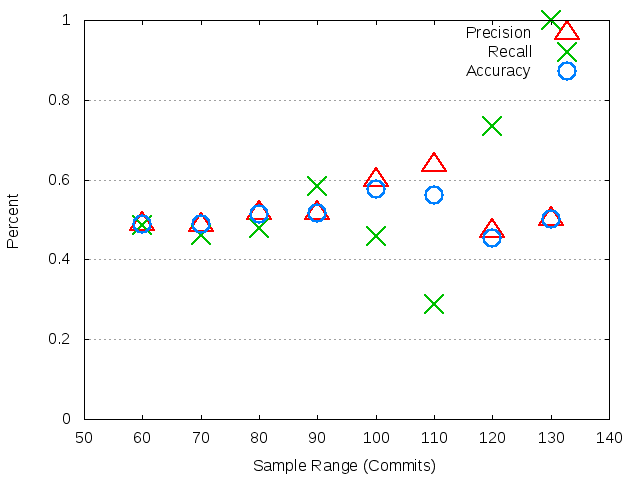 1
Precision
Recall
Accuracy
0.8
0.6
Percent
0.4
0.2
0
50 60 70 80 90 100 110 120 130 140
Sample Range (Commits)